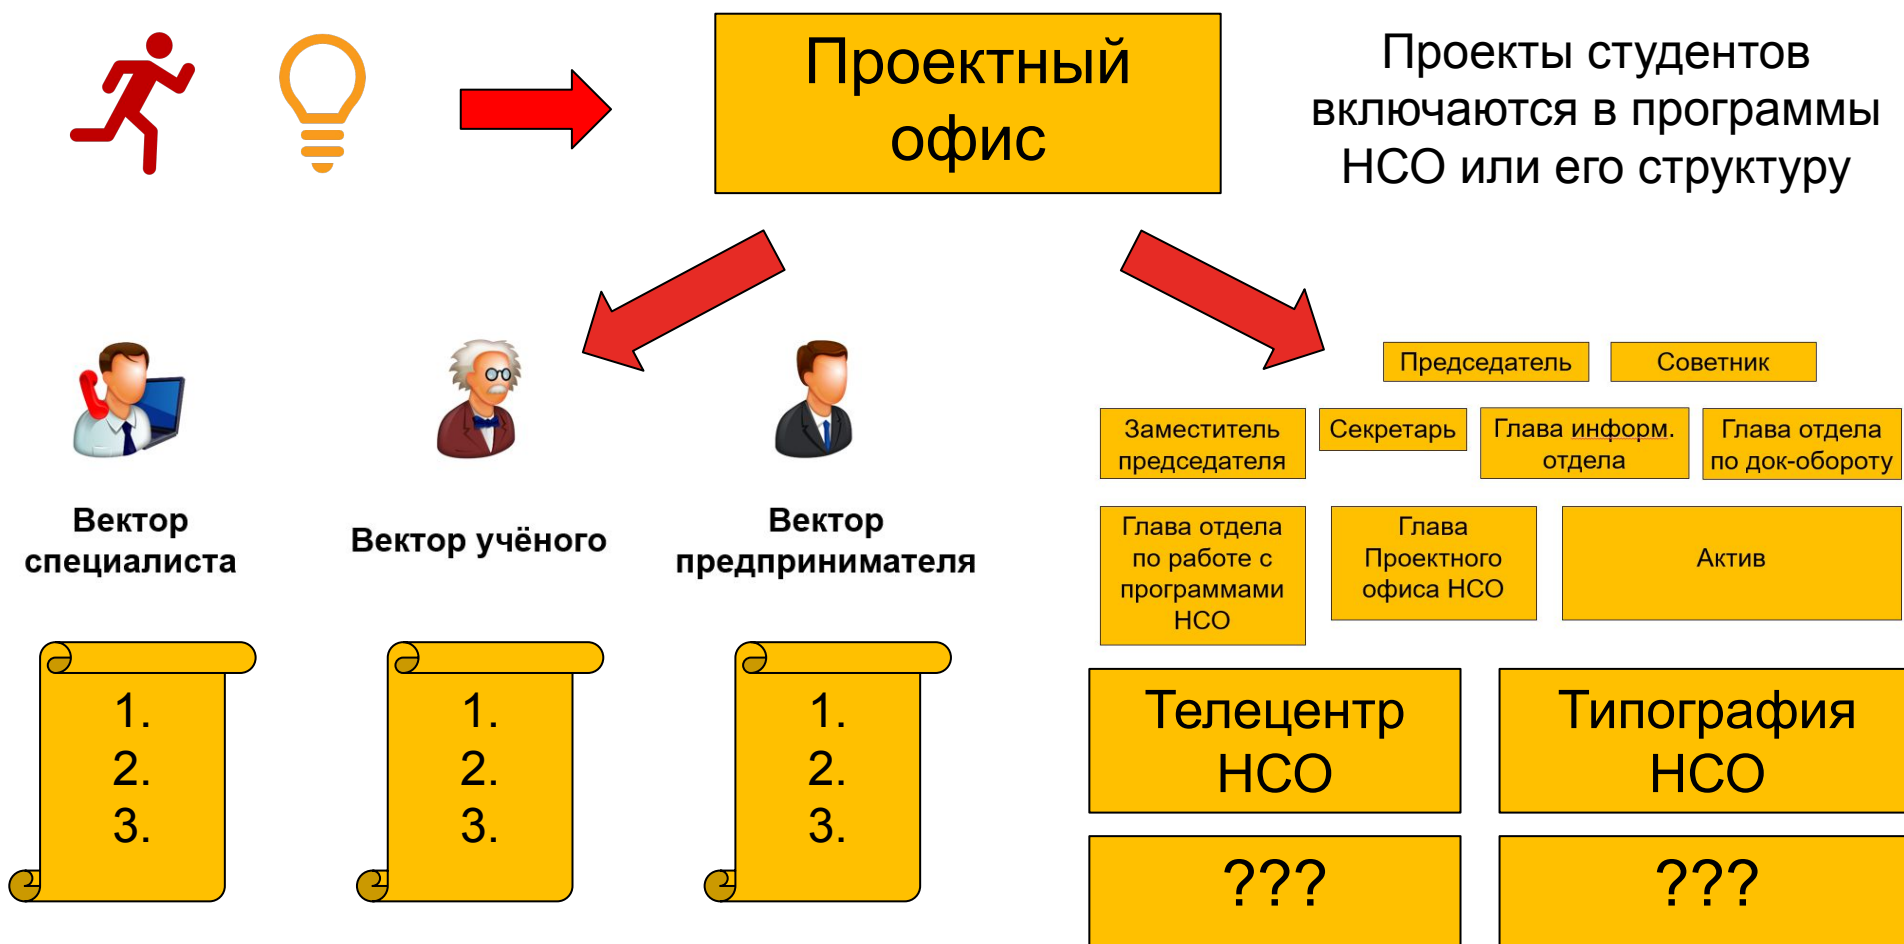 Проектный
офис
Проекты студентов
включаются в программы
НСО или его структуру
Вектор
специалиста
Вектор учёного
Вектор
предпринимателя
1.
2.
3.
1.
2.
3.
1.
2.
3.
Председатель
Советник
Заместитель
председателя
Секретарь
Глава информ.
отдела
Глава отдела
по док-обороту
Глава отдела
по работе с
программами
НСО
Глава
Проектного
офиса НСО
Актив
Телецентр
НСО
Типография
НСО
???
???